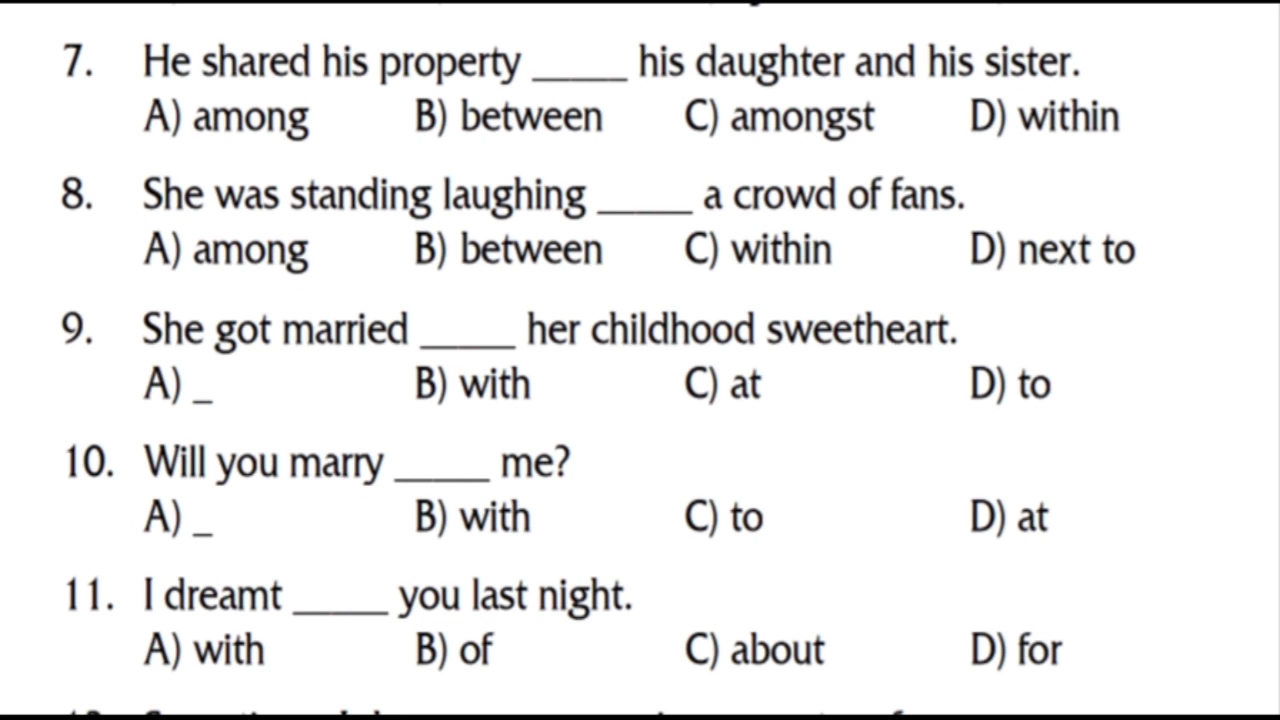 7. He shared his property _____ his daughter and his sister.
A) among B) between C) amongst D) within
8. She was standing laughing _____ a crowd of fans.
A) among B) between C) within D) next to
9. She got married _____ her childhood sweetheart.
A) _ B) with C) at D) to
10. Will you marry _____ me?
A) _ B) with C) to D) at
11. I dreamt _____ you last night.
A) with B) of C) about D) for